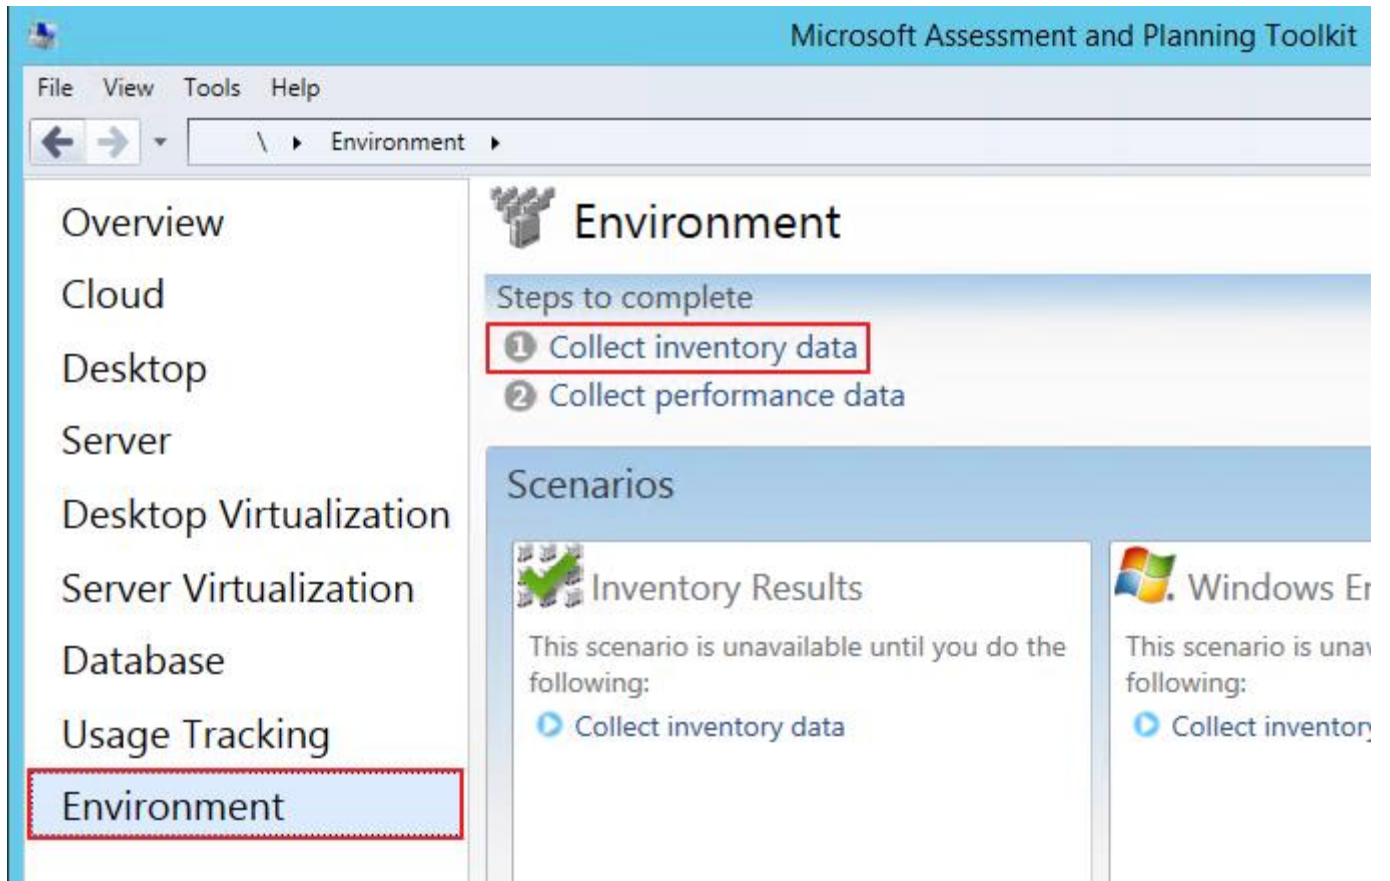 Microsoft Assessment and Planning Toolkit
File View Tools Help
\ Environment
Overview
Cloud
Desktop
Server
Desktop Virtualization
Server Virtualization
Database
Usage Tracking
Environment
Environment
Steps to complete
1 Collect inventory data
2 Collect performance data
Scenarios
Inventory Results
This scenario is unavailable until you do the
following:
Collect inventory data
Windows
This scenario is
following:
Collect